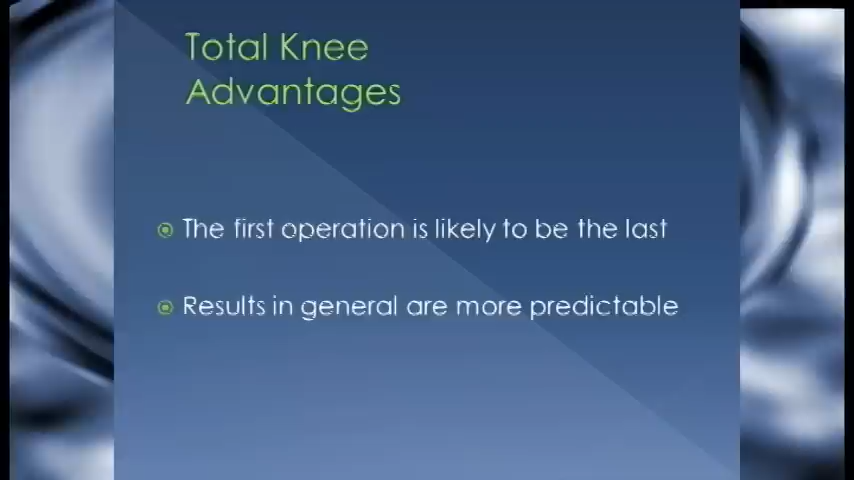 Total Knee
Advantages
The first operation is likely to be the last
Results in general are more predictable